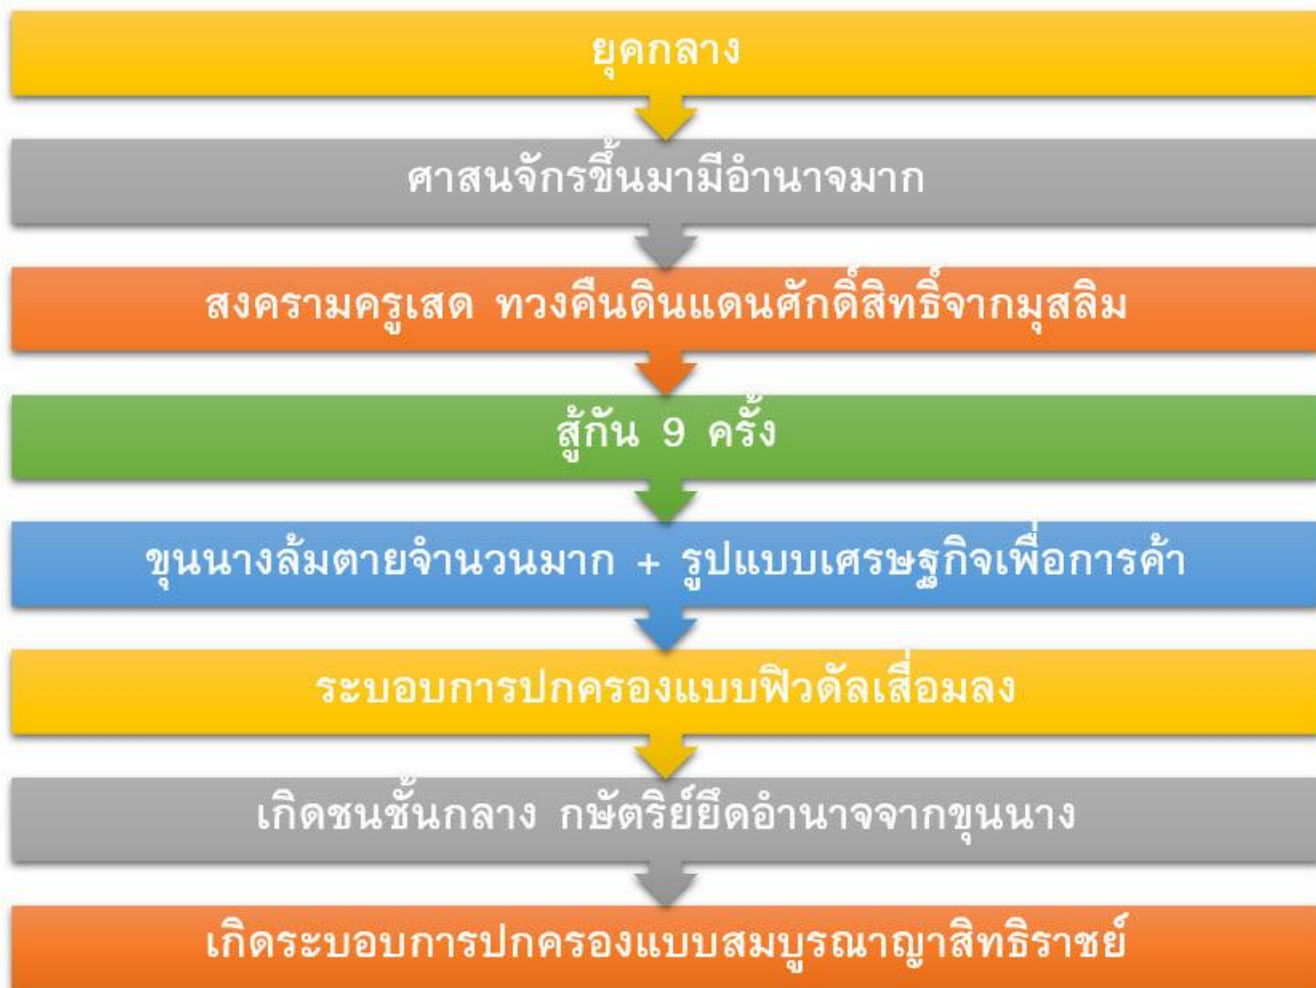 ยุคกลาง
ศาสนจักรขึ้นมามีอำนาจมาก
สงครามครูเสด ทวงคืนดินแดนศักดิ์สิทธิ์จากมุสลิม
สู้กัน 9 ครั้ง
ขุนนางล้มตายจำนวนมาก + รูปแบบเศรษฐกิจเพื่อการค้า
ระบอบการปกครองแบบฟิวดัลเสื่อมลง
เกิดชนชั้นกลาง กษัตริย์ยึดอำนาจจากขุนนาง
เกิดระบอบการปกครองแบบสมบูรณาญาสิทธิราชย์